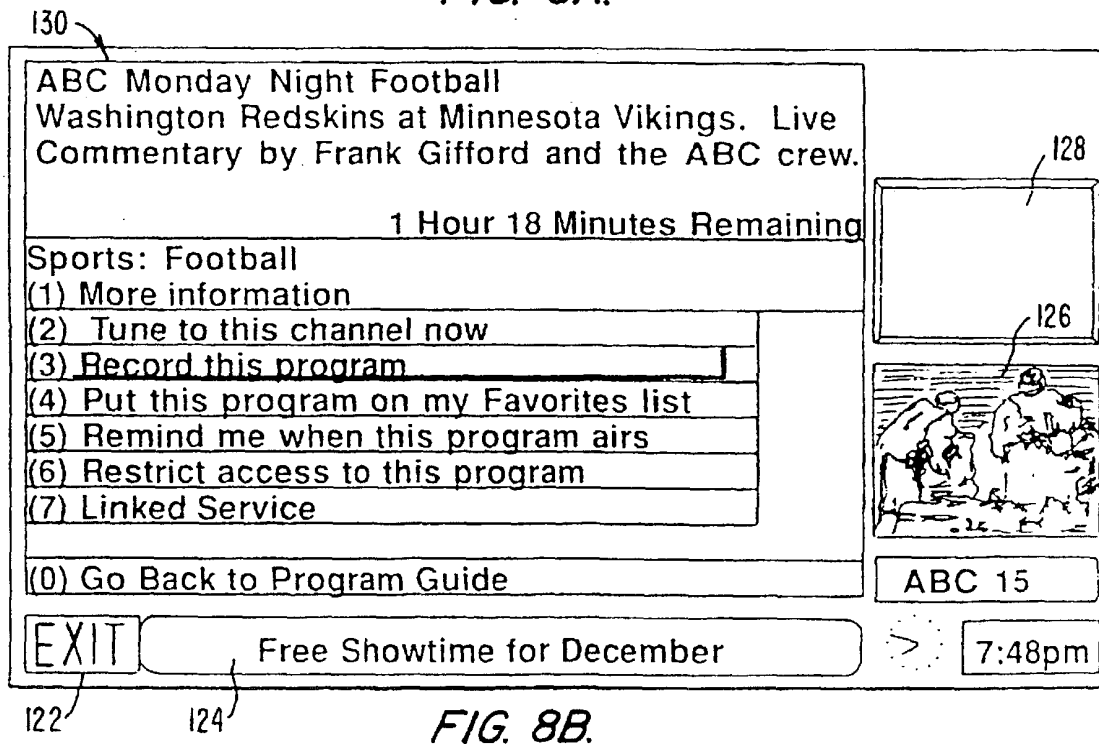 130
ABC Monday Night Football
Washington Redskins at Minnesota Vikings. Live
Commentary by Frank Gifford and the ABC crew.
1 Hour 18 Minutes Remaining
128
Sports: Football
(1) More information
(2) Tune to this channel now
126
(3) Record this program
(4) Put this program on my Favorites list
(5) Remind me when this program airs
(6) Restrict access to this program
(7) Linked Service
(0) Go Back to Program Guide
ABC 15
EXIT
Free Showtime for December
7:48pm
122
124
FIG. 8B.